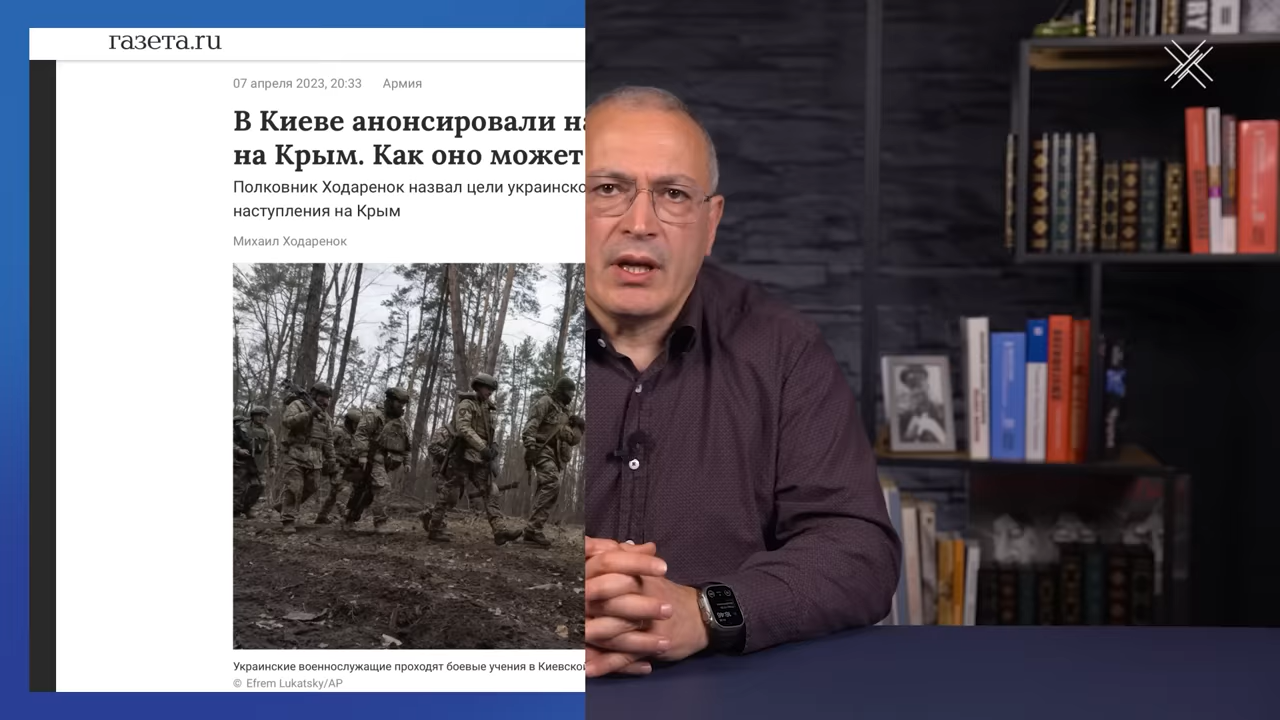 газета.ru
07 апреля 2023, 20:33 Армия
В Киеве анонсировали на
на Крым. Как оно может
Полковник Ходаренок назвал цели украинско
наступления на Крым
Михаил Ходаренок
Украинские военнослужащие проходят боевые учения в Киевской
© Efrem Lukatsky/AP